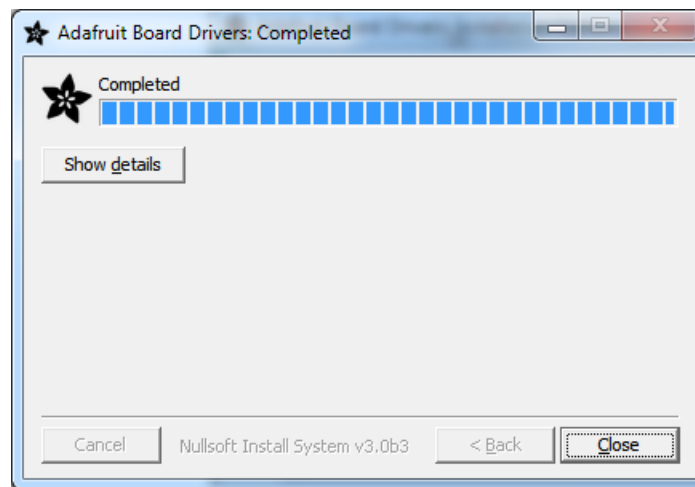 Adafruit Board Drivers: Completed
Completed
Show details
Cancel
Nullsoft Install System v3.0b3
< Back
Close